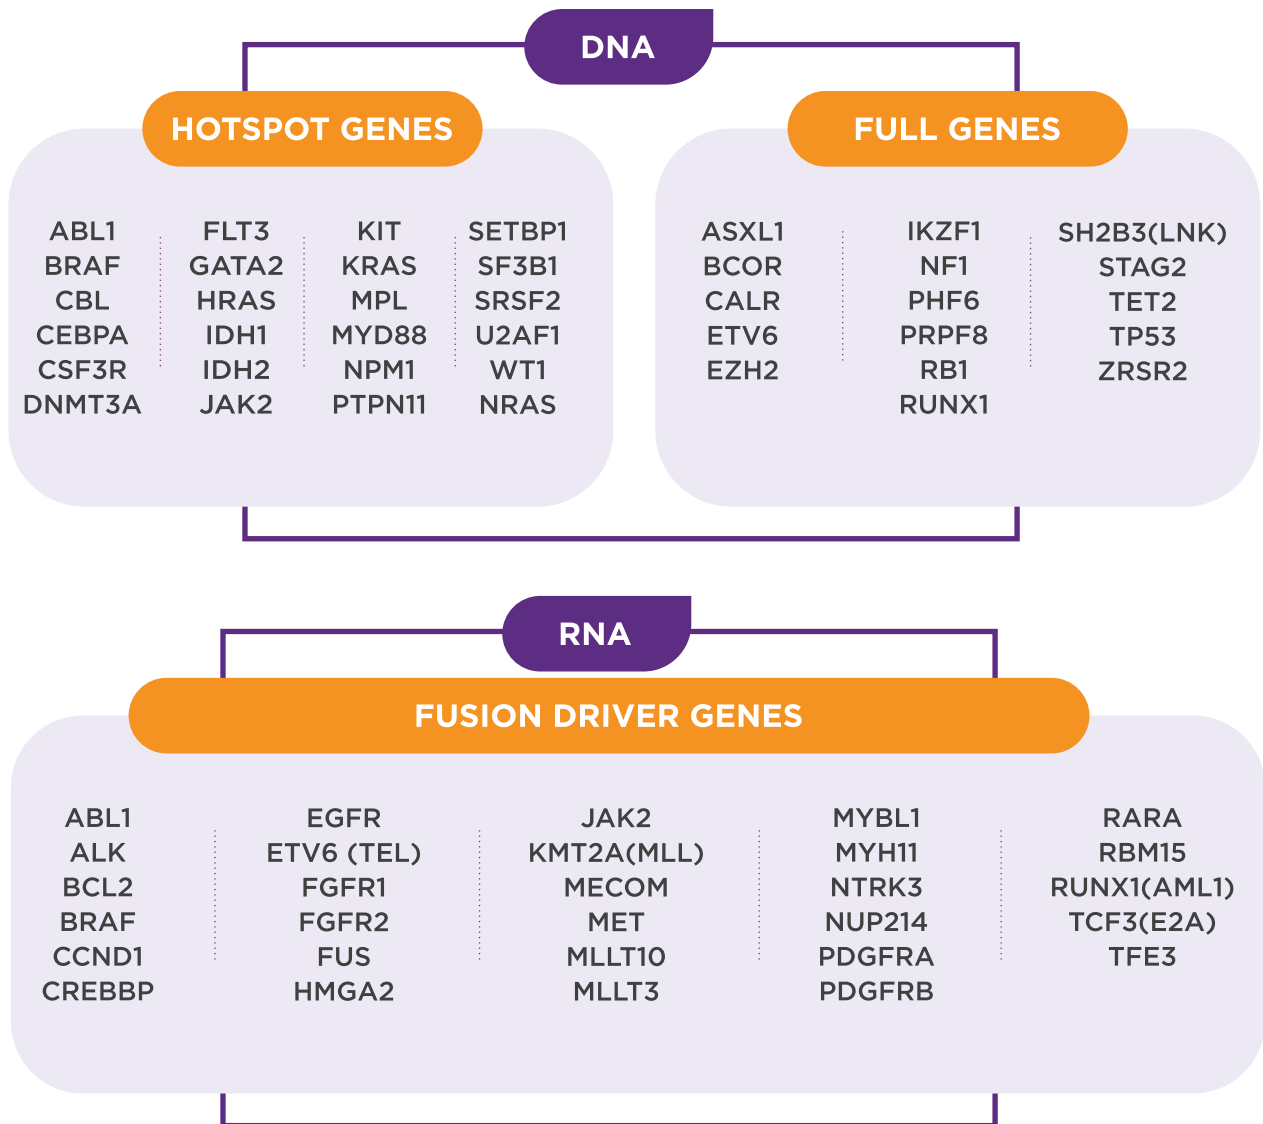 DNA
HOTSPOT GENES
ABL1
BRAF
CBL
CEBPA
CSF3R
DNMT3A
FLT3
GATA2
HRAS
IDH1
IDH2
JAK2
KIT
KRAS
MPL
MYD88
NPM1
PTPN11
SETBP1
SF3B1
SRSF2
U2AF1
WT1
NRAS
FULL GENES
ASXL1
BCOR
CALR
ETV6
EZH2
IKZF1
NF1
PHF6
PRPF8
RB1
RUNX1
SH2B3(LNK)
STAG2
TET2
TP53
ZRSR2
RNA
FUSION DRIVER GENES
ABL1
ALK
BCL2
BRAF
CCND1
CREBBP
EGFR
ETV6 (TEL)
FGFR1
FGFR2
FUS
HMGA2
JAK2
KMT2A(MLL)
MECOM
MET
MLLT10
MLLT3
MYBL1
MYH11
NTRK3
NUP214
PDGFRA
PDGFRB
RARA
RBM15
RUNX1(AML1)
TCF3(E2A)
TFE3